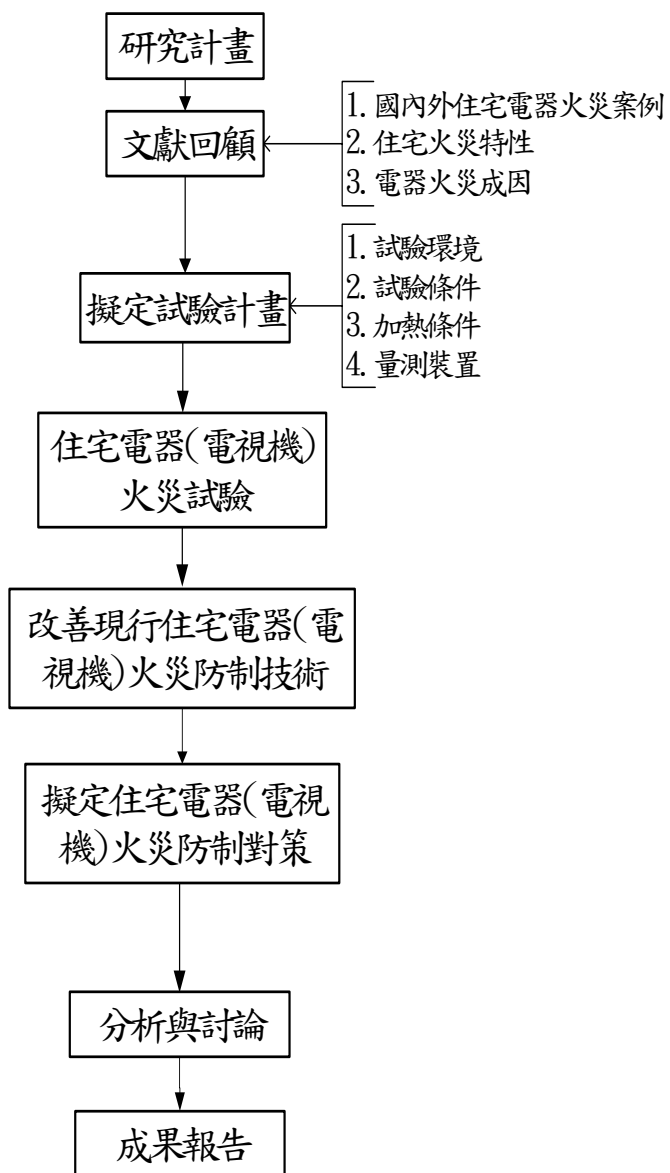 研究計畫
文獻回顧
1. 國內外住宅電器火災案例
2. 住宅火災特性
3. 電器火災成因
擬定試驗計畫
1. 試驗環境
2. 試驗條件
3. 加熱條件
4. 量測裝置
住宅電器(電視機)
火災試驗
改善現行住宅電器(電
視機)火災防制技術
擬定住宅電器(電視
機)火災防制對策
分析與討論
成果報告